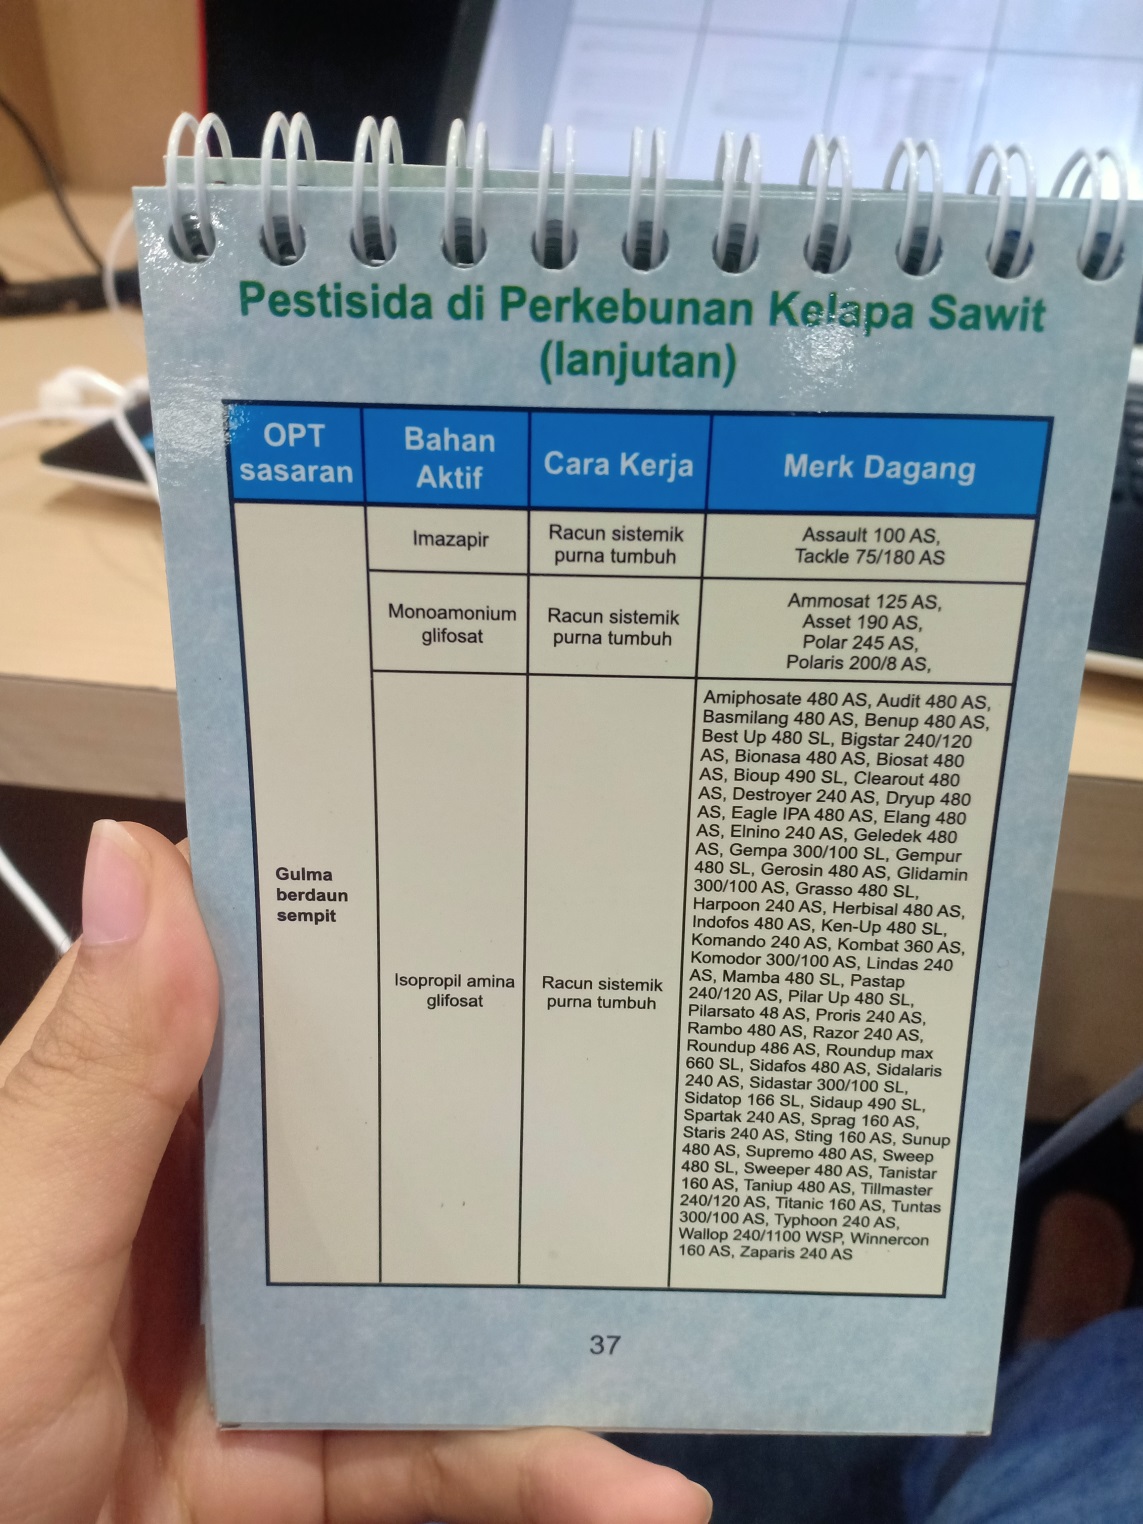 Pestisida di Perkebunan Kelapa Sawit
(lanjutan)
OPT
sasaran
Bahan
Aktif
Cara Kerja
Merk Dagang
Gulma
berdaun
sempit
Imazapir
Racun sistemik
purna tumbuh
Assault 100 AS,
Tackle 75/180 AS
Monoamonium
glifosat
Racun sistemik
purna tumbuh
Ammosat 125 AS,
Asset 190 AS,
Polar 245 AS,
Polaris 200/8 AS,
Isopropil amina
glifosat
Racun sistemik
purna tumbuh
Amiphosate 480 AS, Audit 480 AS,
Basmilang 480 AS, Benup 480 AS,
Best Up 480 SL, Bigstar 240/120
AS, Bionasa 480 AS, Biosat 480
AS, Bioup 490 SL, Clearout 480
AS, Destroyer 240 AS, Dryup 480
AS, Eagle IPA 480 AS, Elang 480
AS, Elnino 240 AS, Geledek 480
AS, Gempa 300/100 SL, Gempur
480 SL, Gerosin 480 AS, Glidamin
300/100 AS, Grasso 480 SL,
Harpoon 240 AS, Herbisal 480 AS,
Indofos 480 AS, Ken-Up 480 SL,
Komando 240 AS, Kombat 360 AS,
Komodor 300/100 AS, Lindas 240
AS, Mamba 480 SL, Pastap
240/120 AS, Pilar Up 480 SL,
Pilarsato 48 AS, Proris 240 AS,
Rambo 480 AS, Razor 240 AS,
Roundup 486 AS, Roundup max
660 SL, Sidafos 480 AS, Sidalaris
240 AS, Sidastar 300/100 SL,
Sidatop 166 SL, Sidaup 490 SL,
Spartak 240 AS, Sprag 160 AS,
Staris 240 AS, Sting 160 AS, Sunup
480 AS, Supremo 480 AS, Sweep
480 SL, Sweeper 480 AS, Tanistar
160 AS, Taniup 480 AS, Tillmaster
240/120 AS, Titanic 160 AS, Tuntas
300/100 AS, Typhoon 240 AS,
Wallop 240/1100 WSP, Winnercon
160 AS, Zaparis 240 AS
37